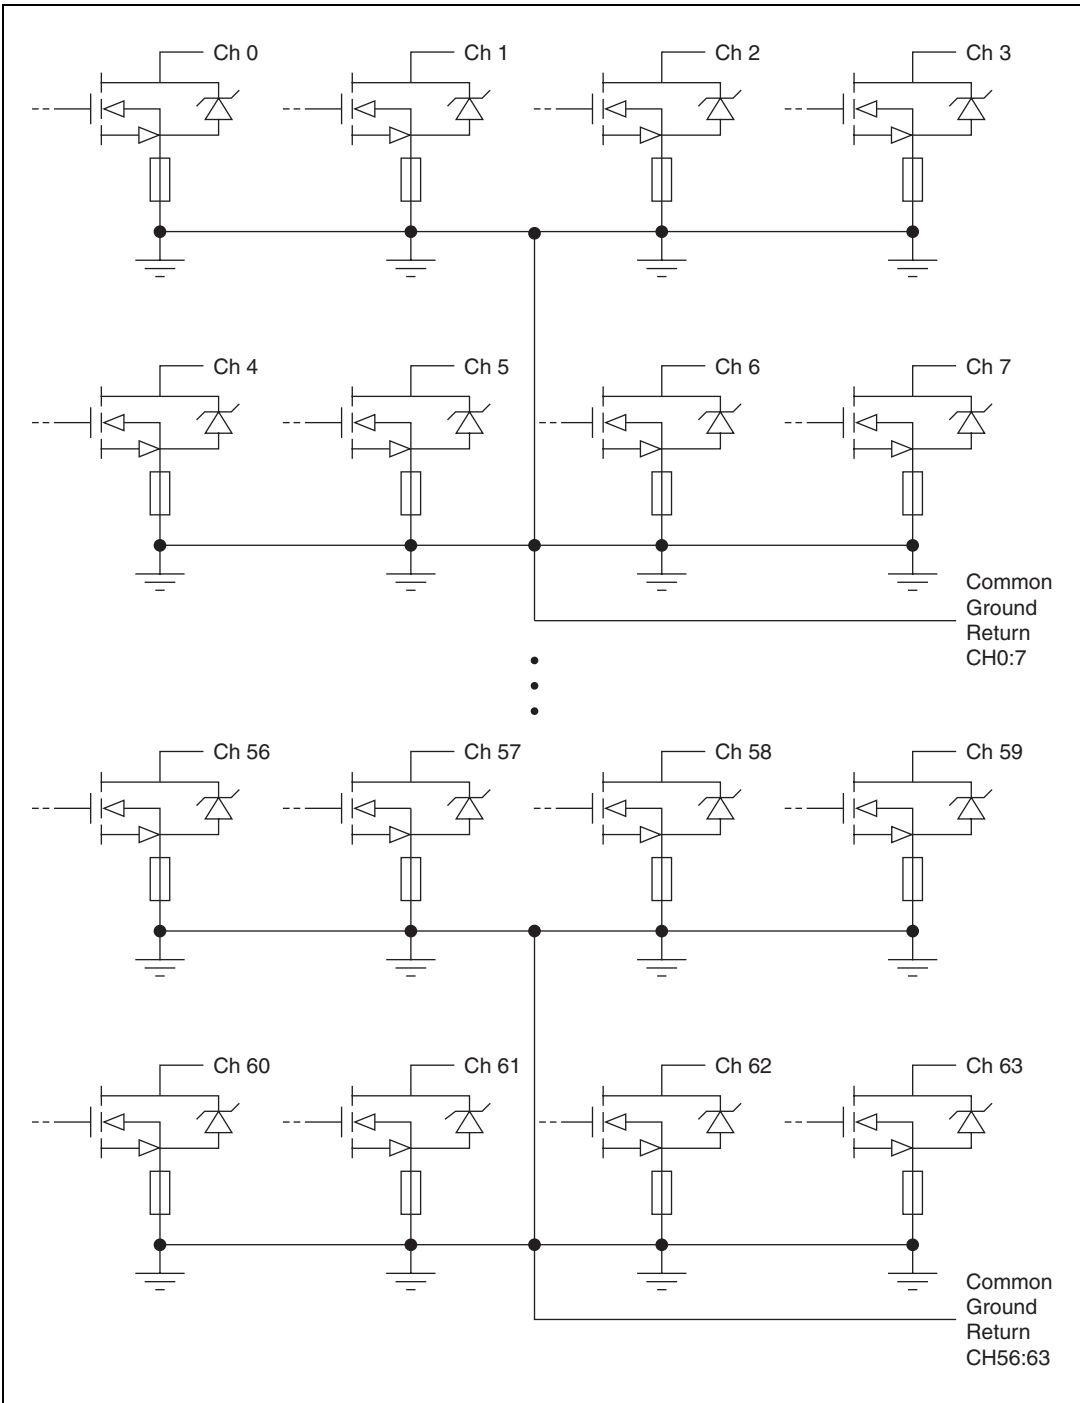 Ch 0
Ch 1
Ch 2
Ch 3
Ch 4
Ch 5
Ch 6
Ch 7
Common
Ground
Return
CH0:7
Ch 56
Ch 57
Ch 58
Ch 59
Ch 60
Ch 61
Ch 62
Ch 63
Common
Ground
Return
CH56:63